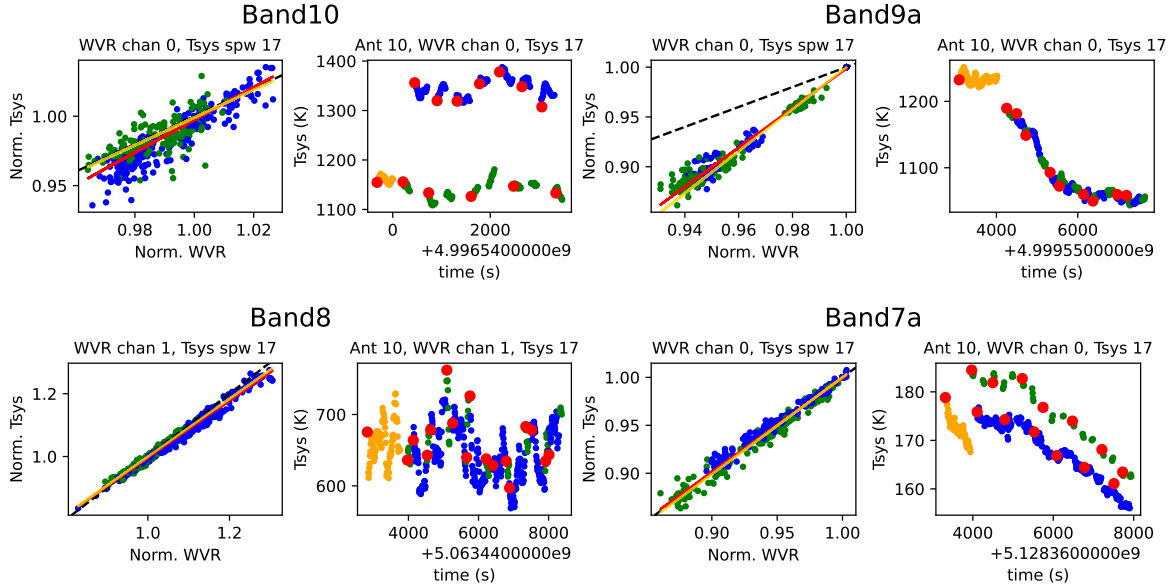 Band10
Band9a
WVR chan 0, Tsys spw 17
Ant 10, WVR chan 0, Tsys 17
WVR chan 0, Tsys spw 17
Ant 10, WVR chan 0, Tsys 17
Norm. Tsys
1.00
0.95
0.98
1.00
1.02
Norm. WVR
Tsys (K)
1400
1300
1200
1100
0
2000
+4.9965400000e9
time (s)
Norm. Tsys
1.00
0.95
0.90
0.94
0.96
0.98
1.00
Norm. WVR
Tsys (K)
1200
1100
4000
6000
+4.9995500000e9
time (s)
Band8
Band7a
WVR chan 1, Tsys spw 17
Ant 10, WVR chan 1, Tsys 17
WVR chan 0, Tsys spw 17
Ant 10, WVR chan 0, Tsys 17
Norm. Tsys
1.2
1.0
1.0
1.2
Norm. WVR
Tsys (K)
700
600
4000
6000
8000
+5.0634400000e9
time (s)
Norm. Tsys
1.00
0.95
0.90
0.90
0.95
1.00
Norm. WVR
Tsys (K)
180
170
160
4000
5000
6000
7000
8000
+5.1283600000e9
time (s)